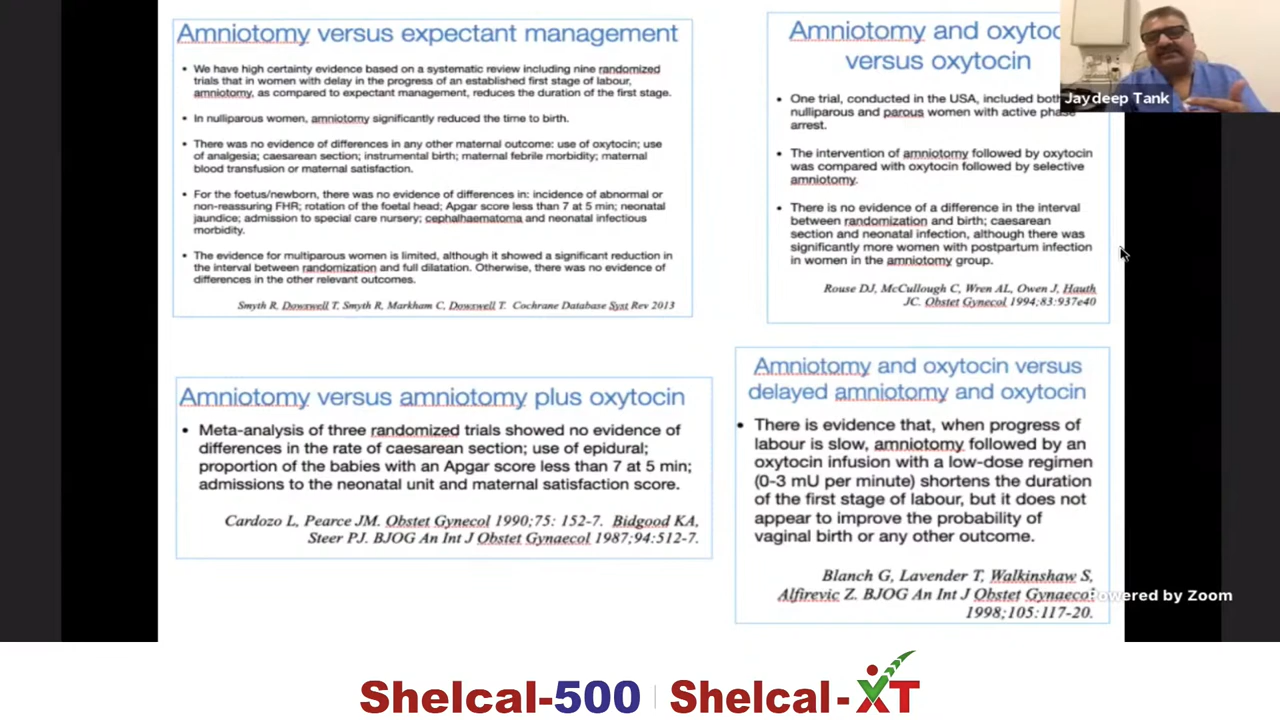 Amniotomy versus expectant management
• We have high certainty evidence based on a systematic review including nine randomized
trials that in women with delay in the progress of an established first stage of labour,
amniotomy, as compared to expectant management, reduces the duration of the first stage.
• In nulliparous women, amniotomy significantly reduced the time to birth.
• There was no evidence of differences in any other maternal outcome: use of oxytocin; use
of analgesia; caesarean section; instrumental birth; maternal febrile morbidity; maternal
blood transfusion or maternal satisfaction.
• For the foetus/newborn, there was no evidence of differences in: incidence of abnormal or
non-reassuring FHR; rotation of the foetal head; Apgar score less than 7 at 5 min; neonatal
jaundice; admission to special care nursery; cephalhaematoma and neonatal infectious
morbidity.
• The evidence for multiparous women is limited, although it showed a significant reduction in
the interval between randomization and full dilatation. Otherwise, there was no evidence of
differences in the other relevant outcomes.
Smyth R, Dowswell T, Smyth R, Markham C, Dowswell T. Cochrane Database Syst Rev 2013
Amniotomy and oxytoc
versus oxytocin
Jaydeep Tank
• One trial, conducted in the USA, included both
nulliparous and parous women with active phase
arrest.
• The intervention of amniotomy followed by oxytocin
was compared with oxytocin followed by selective
amniotomy.
• There is no evidence of a difference in the interval
between randomization and birth; caesarean
section and neonatal infection, although there was
significantly more women with postpartum infection
in women in the amniotomy group.
Rouse DJ, McCullough C, Wren AL, Owen J, Hauth
JC. Obstet Gynecol 1994;83:937e40
Amniotomy versus amniotomy plus oxytocin
• Meta-analysis of three randomized trials showed no evidence of
differences in the rate of caesarean section; use of epidural;
proportion of the babies with an Apgar score less than 7 at 5 min;
admissions to the neonatal unit and maternal satisfaction score.
Cardozo L, Pearce JM. Obstet Gynecol 1990;75: 152-7. Bidgood KA,
Steer PJ. BJOG An Int J Obstet Gynaecol 1987;94:512-7.
Amniotomy and oxytocin versus
delayed amniotomy and oxytocin
• There is evidence that, when progress of
labour is slow, amniotomy followed by an
oxytocin infusion with a low-dose regimen
(0-3 mU per minute) shortens the duration
of the first stage of labour, but it does not
appear to improve the probability of
vaginal birth or any other outcome.
Blanch G, Lavender T, Walkinshaw S,
Alfirevic Z. BJOG An Int J Obstet Gynaecol
1998;105:117-20.
Powered by Zoom
Shelcal-500 Shelcal-XT